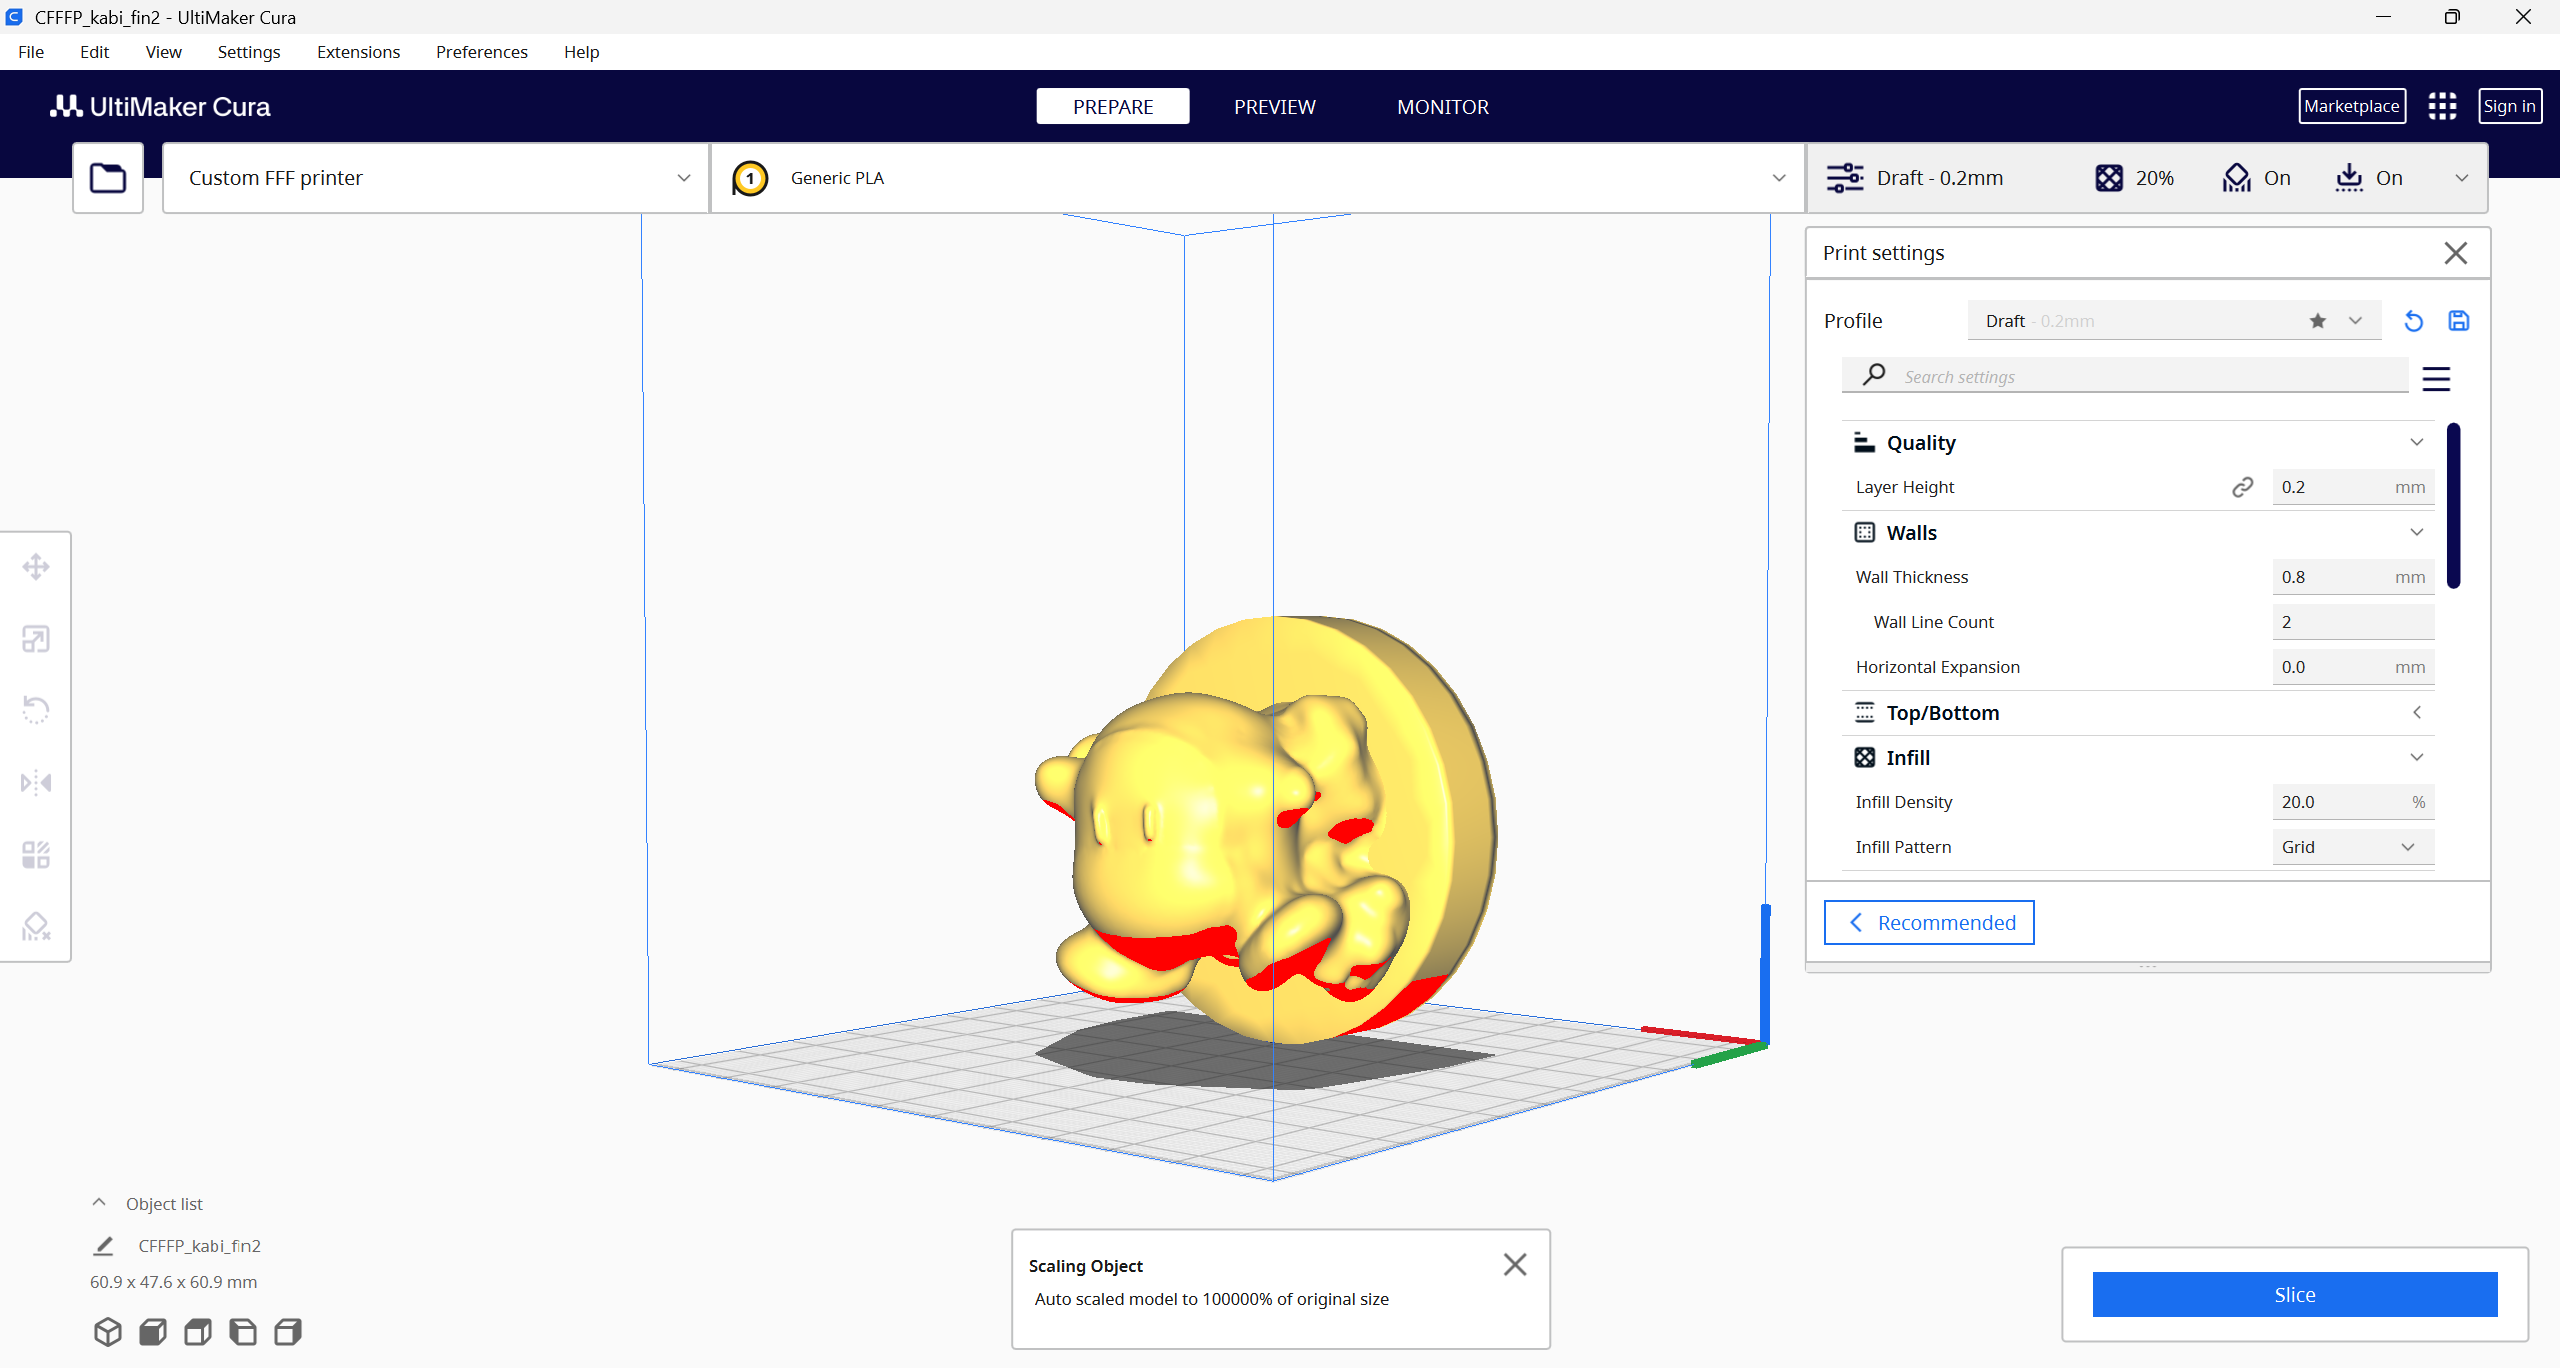 CFFFP_kabi_fin2 - UltiMaker Cura
File Edit View Settings Extensions Preferences Help
UltiMaker Cura PREPARE PREVIEW MONITOR Marketplace Sign in
Custom FFF printer 1 Generic PLA Draft - 0.2mm 20% On On
Print settings
Profile Draft - 0.2mm
Search settings
Quality
Layer Height 0.2 mm
Walls
Wall Thickness 0.8 mm
Wall Line Count 2
Horizontal Expansion 0.0 mm
Top/Bottom
Infill
Infill Density 20.0 %
Infill Pattern Grid
Recommended
Object list
CFFFP_kabi_fin2
60.9 x 47.6 x 60.9 mm
Scaling Object
Auto scaled model to 100000% of original size
Slice